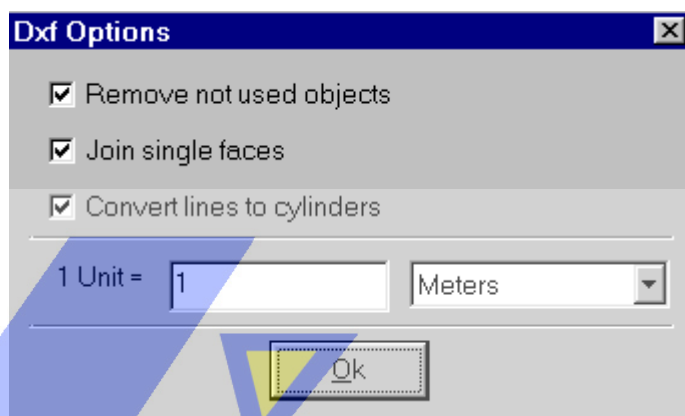 Dxf Options
Remove not used objects
Join single faces
Convert lines to cylinders
1 Unit = 1 Meters
Ok